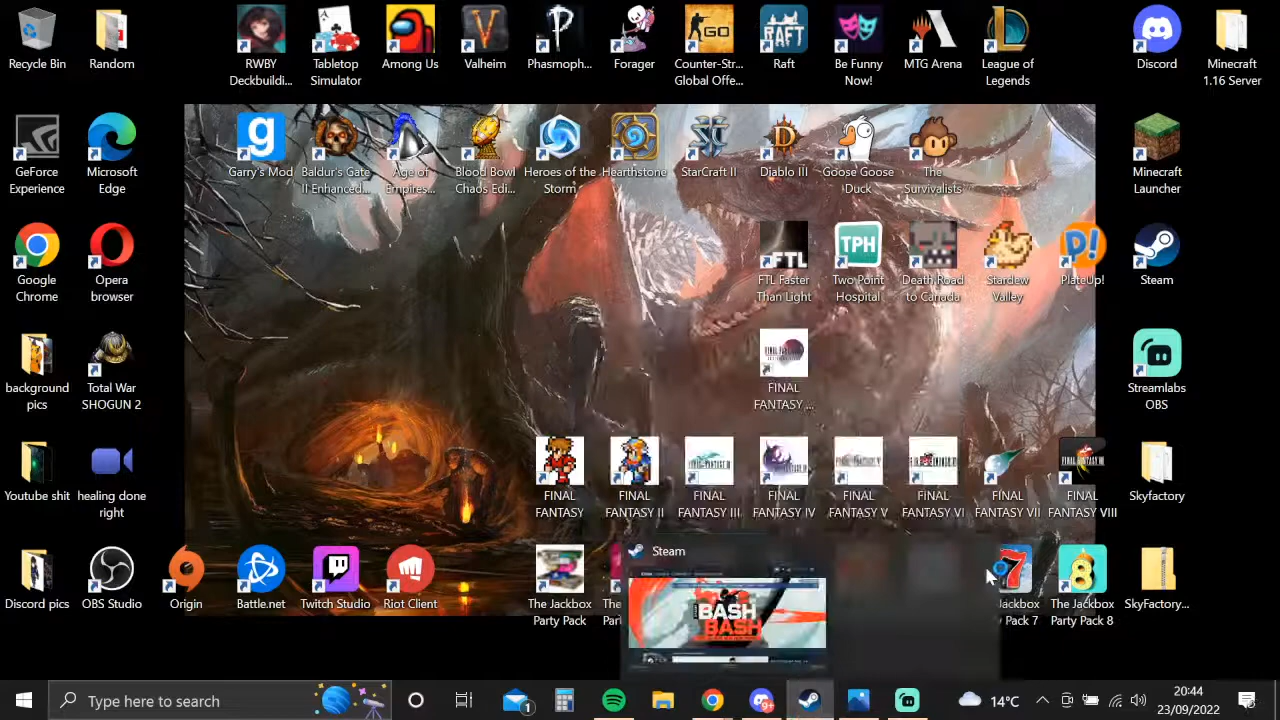 Recycle Bin
Random
RWBY
Deckbuildi...
Tabletop
Simulator
Among Us
Valheim
Phasmoph...
Forager
Counter-Str...
Global Offe...
Raft
Be Funny
Now!
MTG Arena
League of
Legends
Discord
Minecraft
1.16 Server
GeForce
Experience
Microsoft
Edge
Garry's Mod
Baldur's Gate
II Enhanced...
Age of
Empires...
Blood Bowl
Chaos Edi...
Heroes of the
Storm
Hearthstone
StarCraft II
Diablo III
Goose Goose
Duck
The
Survivalists
Minecraft
Launcher
Google
Chrome
Opera
browser
FTL Faster
Than Light
Two Point
Hospital
Death Road
to Canada
Stardew
Valley
PlateUp!
Steam
background
pics
Total War
SHOGUN 2
FINAL
FANTASY ...
Streamlabs
OBS
Youtube shit
healing done
right
FINAL
FANTASY
FINAL
FANTASY II
FINAL
FANTASY III
FINAL
FANTASY IV
FINAL
FANTASY V
FINAL
FANTASY VI
FINAL
FANTASY VII
FINAL
FANTASY VIII
Skyfactory
Discord pics
OBS Studio
Origin
Battle.net
Twitch Studio
Riot Client
The Jackbox
Party Pack
Steam
BASH
BASH
Jackbox
Pack 7
The Jackbox
Party Pack 8
SkyFactory...
Type here to search
1
9+
14°C
20:44
23/09/2022